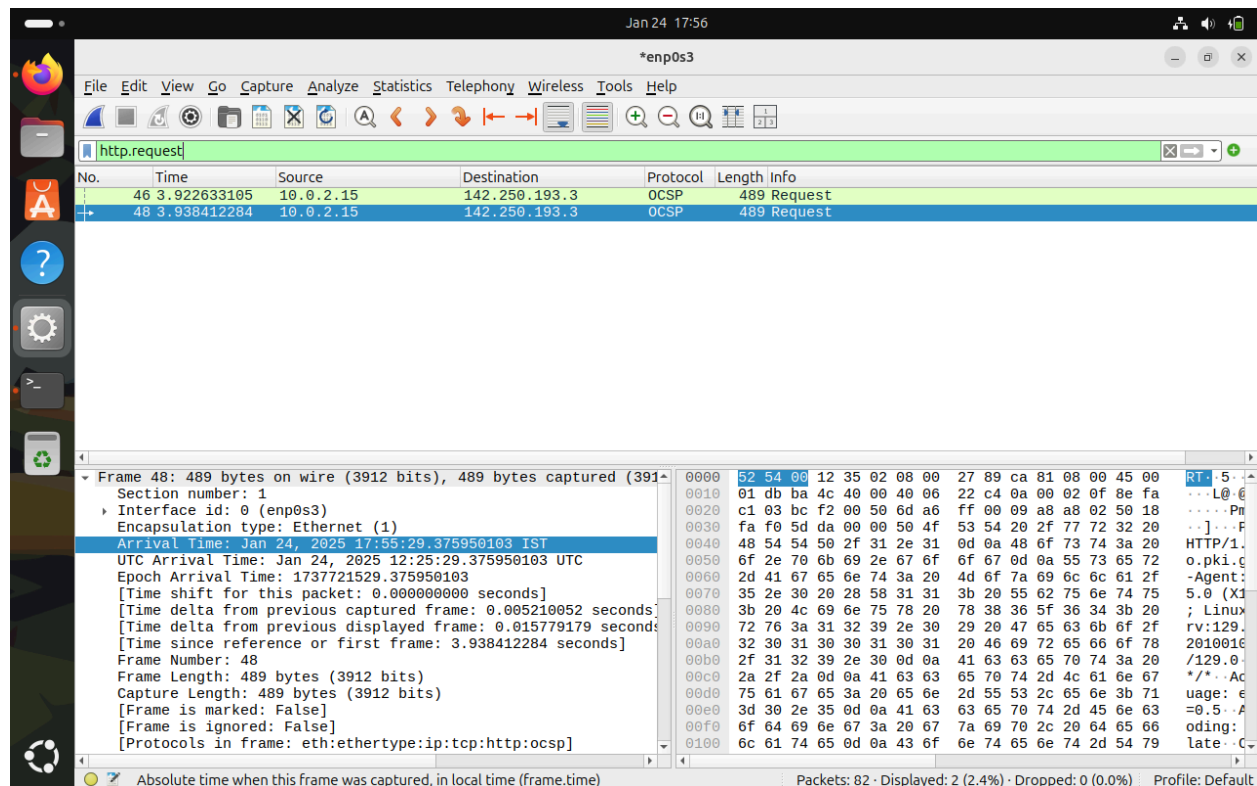 Jan 24 17:56
*enp0s3
File Edit View Go Capture Analyze Statistics Telephony Wireless Tools Help
http.request
No. Time Source Destination Protocol Length Info
46 3.922633105 10.0.2.15 142.250.193.3 OCSP 489 Request
48 3.938412284 10.0.2.15 142.250.193.3 OCSP 489 Request
Frame 48: 489 bytes on wire (3912 bits), 489 bytes captured (391
Section number: 1
Interface id: 0 (enp0s3)
Encapsulation type: Ethernet (1)
Arrival Time: Jan 24, 2025 17:55:29.375950103 IST
UTC Arrival Time: Jan 24, 2025 12:25:29.375950103 UTC
Epoch Arrival Time: 1737721529.375950103
[Time shift for this packet: 0.000000000 seconds]
[Time delta from previous captured frame: 0.005210052 seconds]
[Time delta from previous displayed frame: 0.015779179 second
[Time since reference or first frame: 3.938412284 seconds]
Frame Number: 48
Frame Length: 489 bytes (3912 bits)
Capture Length: 489 bytes (3912 bits)
[Frame is marked: False]
[Frame is ignored: False]
[Protocols in frame: eth:ethertype:ip:tcp:http:ocsp]
0000 52 54 00 12 35 02 08 00 27 89 ca 81 08 00 45 00 RT··5··
0010 01 db ba 4c 40 00 40 06 22 c4 0a 00 02 0f 8e fa ···L@·@
0020 c1 03 bc f2 00 50 6d a6 ff 00 09 a8 a8 02 50 18 ·····Pm
0030 fa f0 5d da 00 00 50 4f 53 54 20 2f 77 72 32 20 ··]···P
0040 48 54 54 50 2f 31 2e 31 0d 0a 48 6f 73 74 3a 20 HTTP/1.
0050 6f 2e 70 6b 69 2e 67 6f 6f 67 0d 0a 55 73 65 72 o.pki.g
0060 2d 41 67 65 6e 74 3a 20 4d 6f 7a 69 6c 6c 61 2f -Agent:
0070 35 2e 30 20 28 58 31 31 3b 20 55 62 75 6e 74 75 5.0 (X1
0080 3b 20 4c 69 6e 75 78 20 78 38 36 5f 36 34 3b 20 ; Linux
0090 72 76 3a 31 32 39 2e 30 29 20 47 65 63 6b 6f 2f rv:129.
00a0 32 30 31 30 30 31 30 31 20 46 69 72 65 66 6f 78 2010010
00b0 2f 31 32 39 2e 30 0d 0a 41 63 63 65 70 74 3a 20 /129.0·
00c0 2a 2f 2a 0d 0a 41 63 63 65 70 74 2d 4c 61 6e 67 */*··Ac
00d0 75 61 67 65 3a 20 65 6e 2d 55 53 2c 65 6e 3b 71 uage: e
00e0 3d 30 2e 35 0d 0a 41 63 63 65 70 74 2d 45 6e 63 =0.5··A
00f0 6f 64 69 6e 67 3a 20 67 7a 69 70 2c 20 64 65 66 oding:
0100 6c 61 74 65 0d 0a 43 6f 6e 74 65 6e 74 2d 54 79 late··C
Absolute time when this frame was captured, in local time (frame.time) Packets: 82 · Displayed: 2 (2.4%) · Dropped: 0 (0.0%) Profile: Default